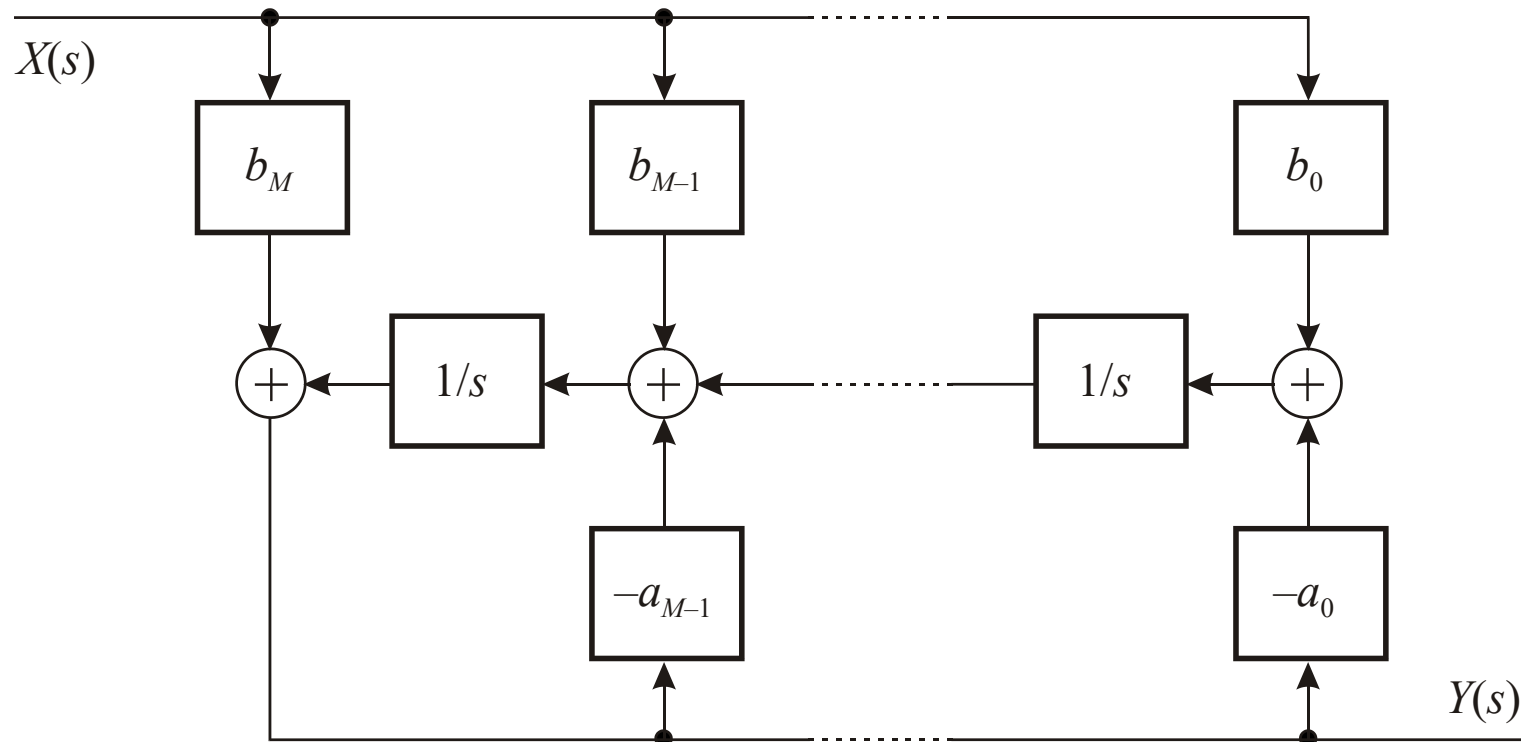 X(s)
b_M
b_{M–1}
b_0
+
1/s
+
1/s
+
–a_{M–1}
–a_0
Y(s)